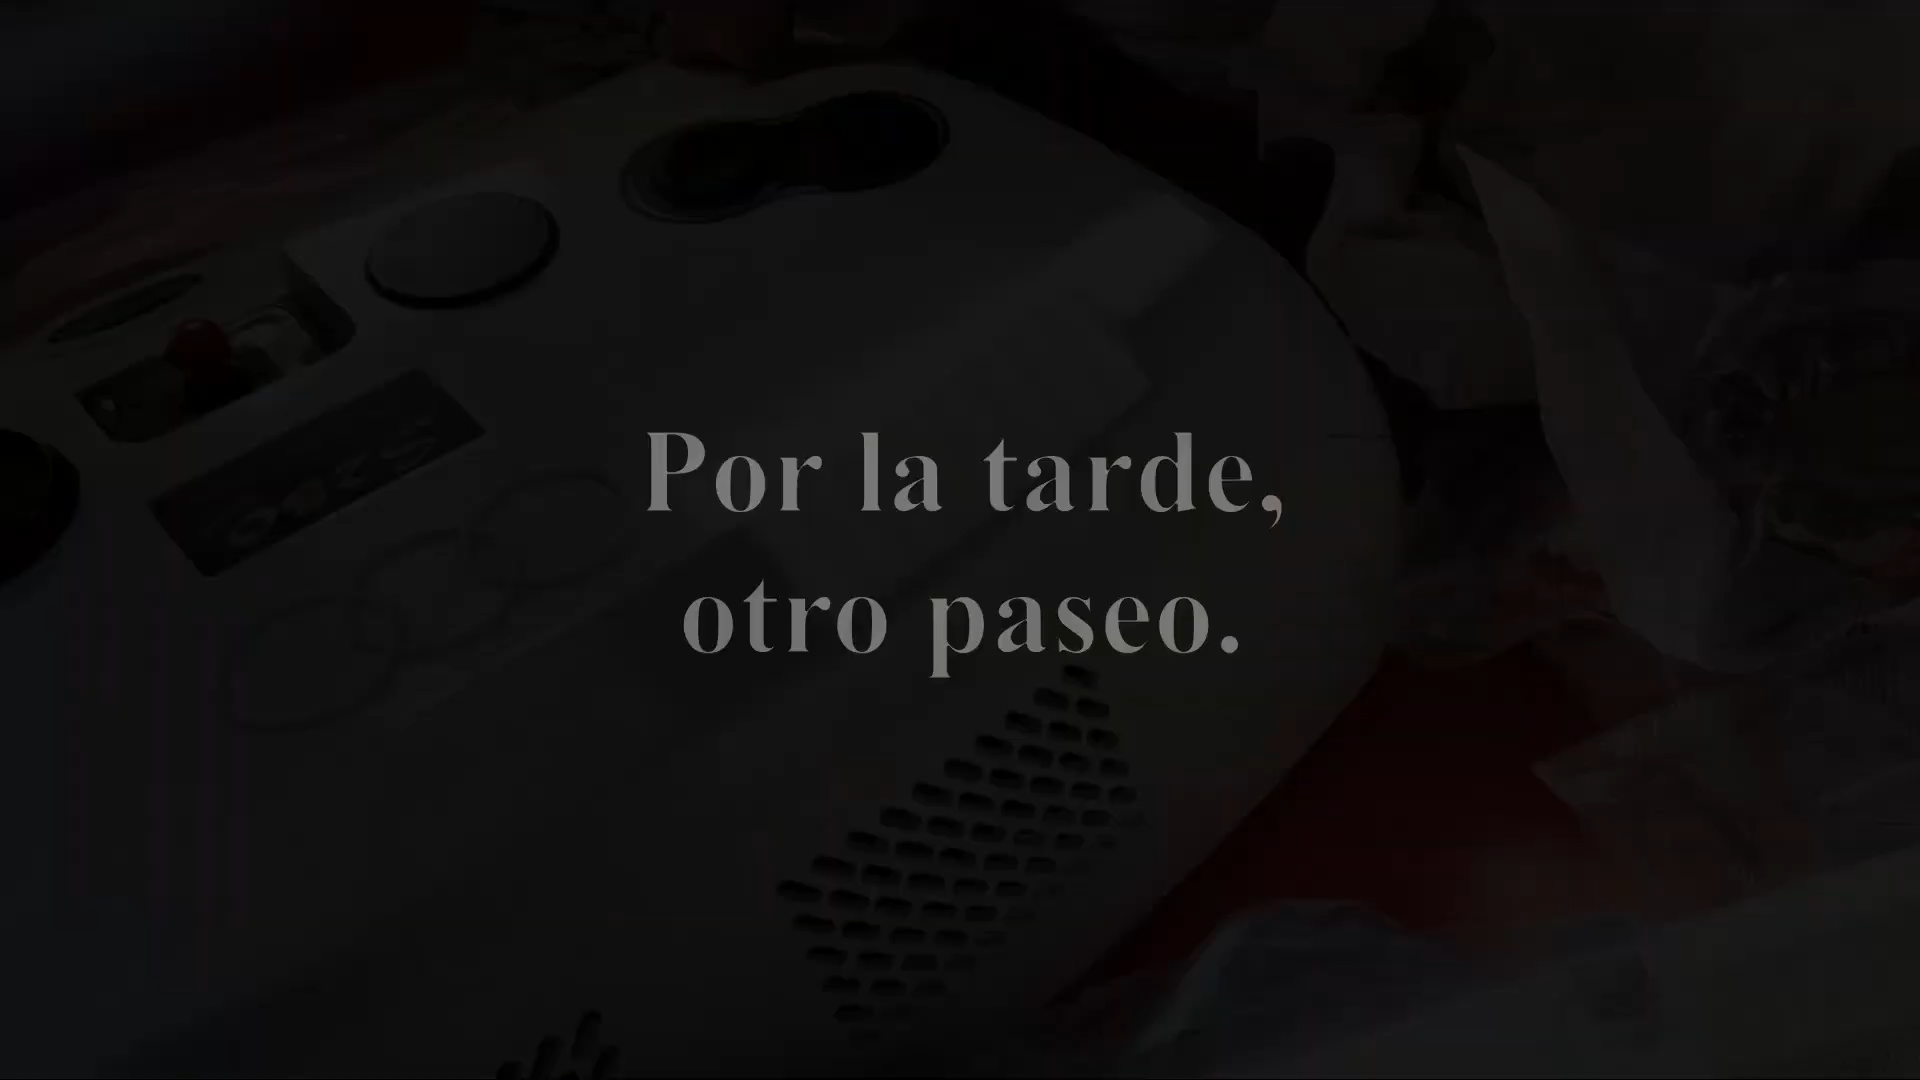 Por la tarde,
otro paseo.